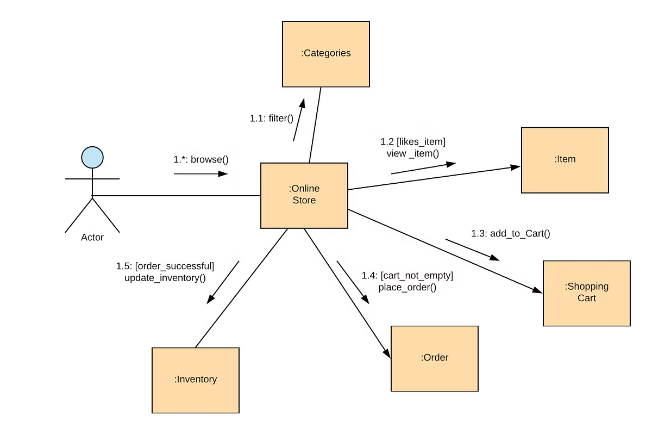 :Categories
1.1: filter()
1.2 [likes_item]
view _item()
1.*: browse()
:Item
:Online
Store
1.3: add_to_Cart()
Actor
1.5: [order_successful]
update_inventory()
1.4: [cart_not_empty]
place_order()
:Shopping
Cart
:Order
:Inventory